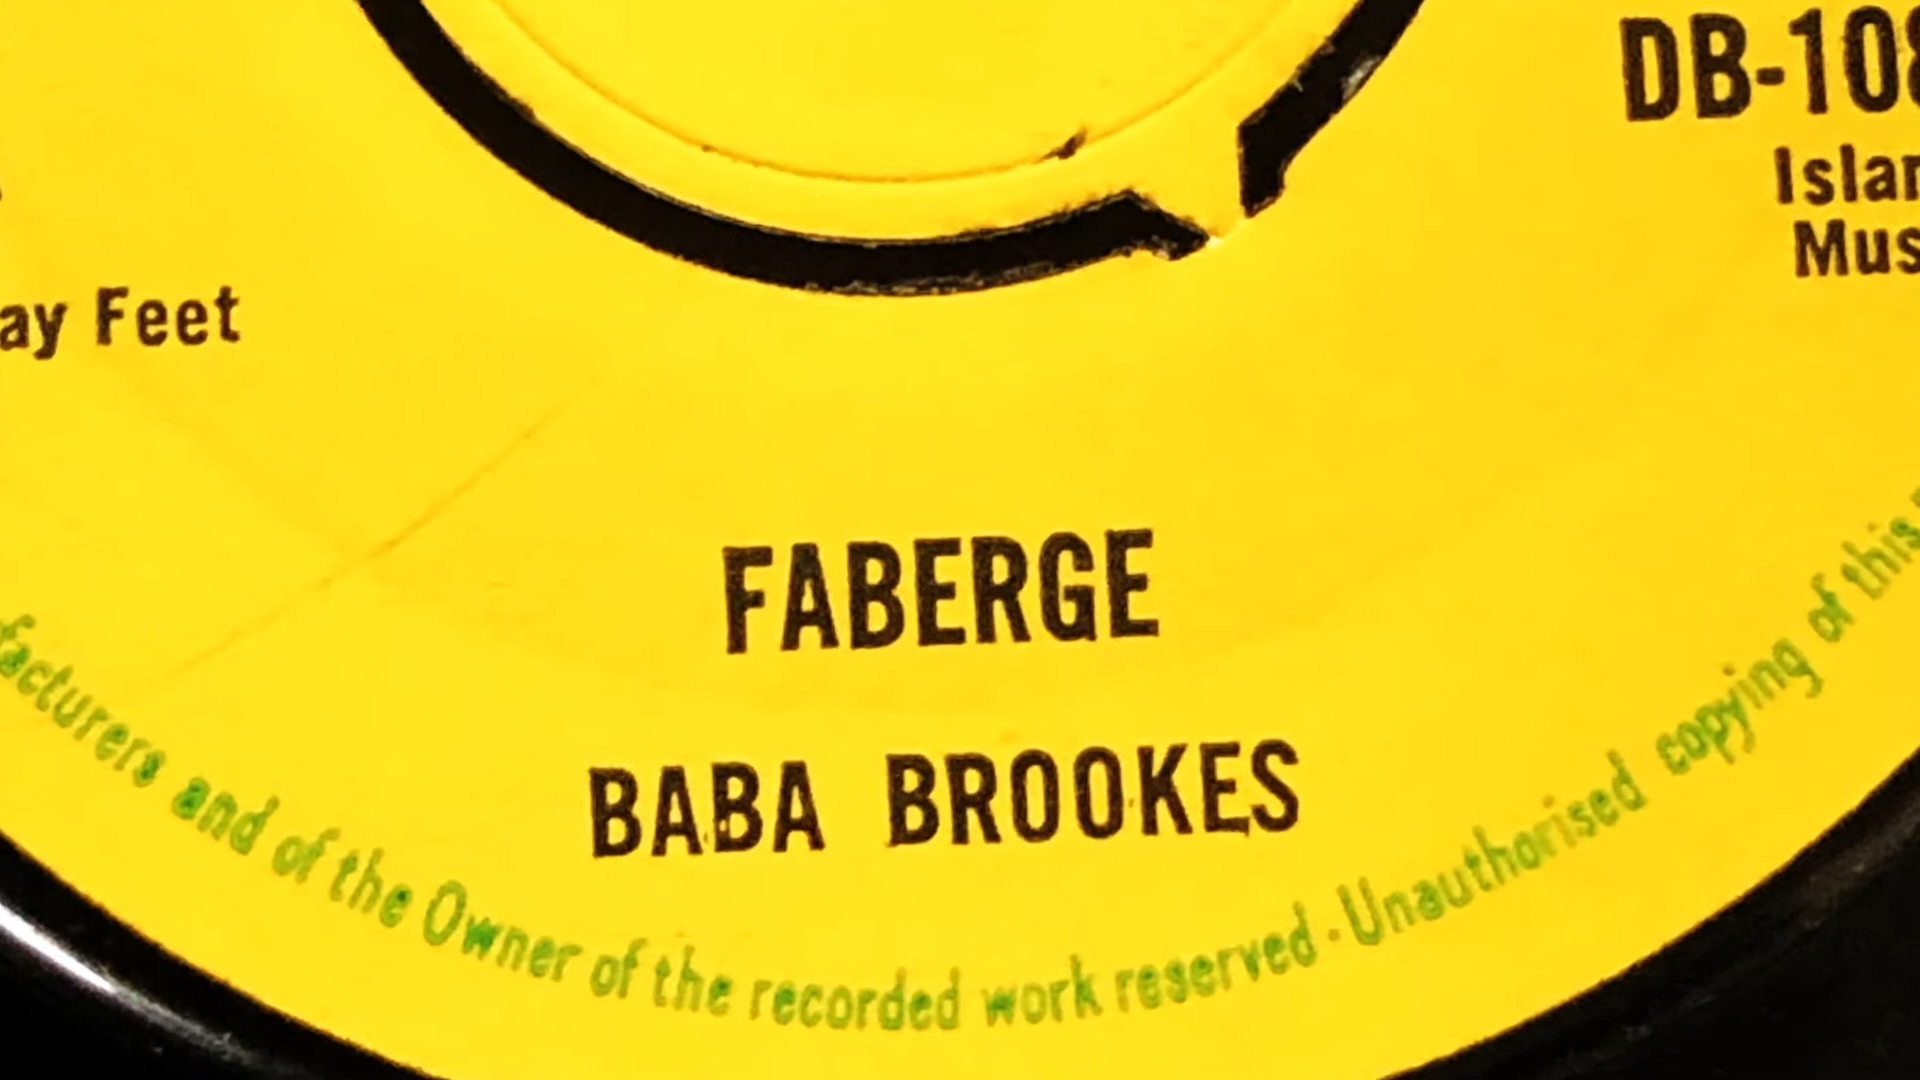 DB-108
Islan
Mus
ay Feet
FABERGE
BABA BROOKES
facturers and of the Owner of the recorded work reserved · Unauthorised copying of this